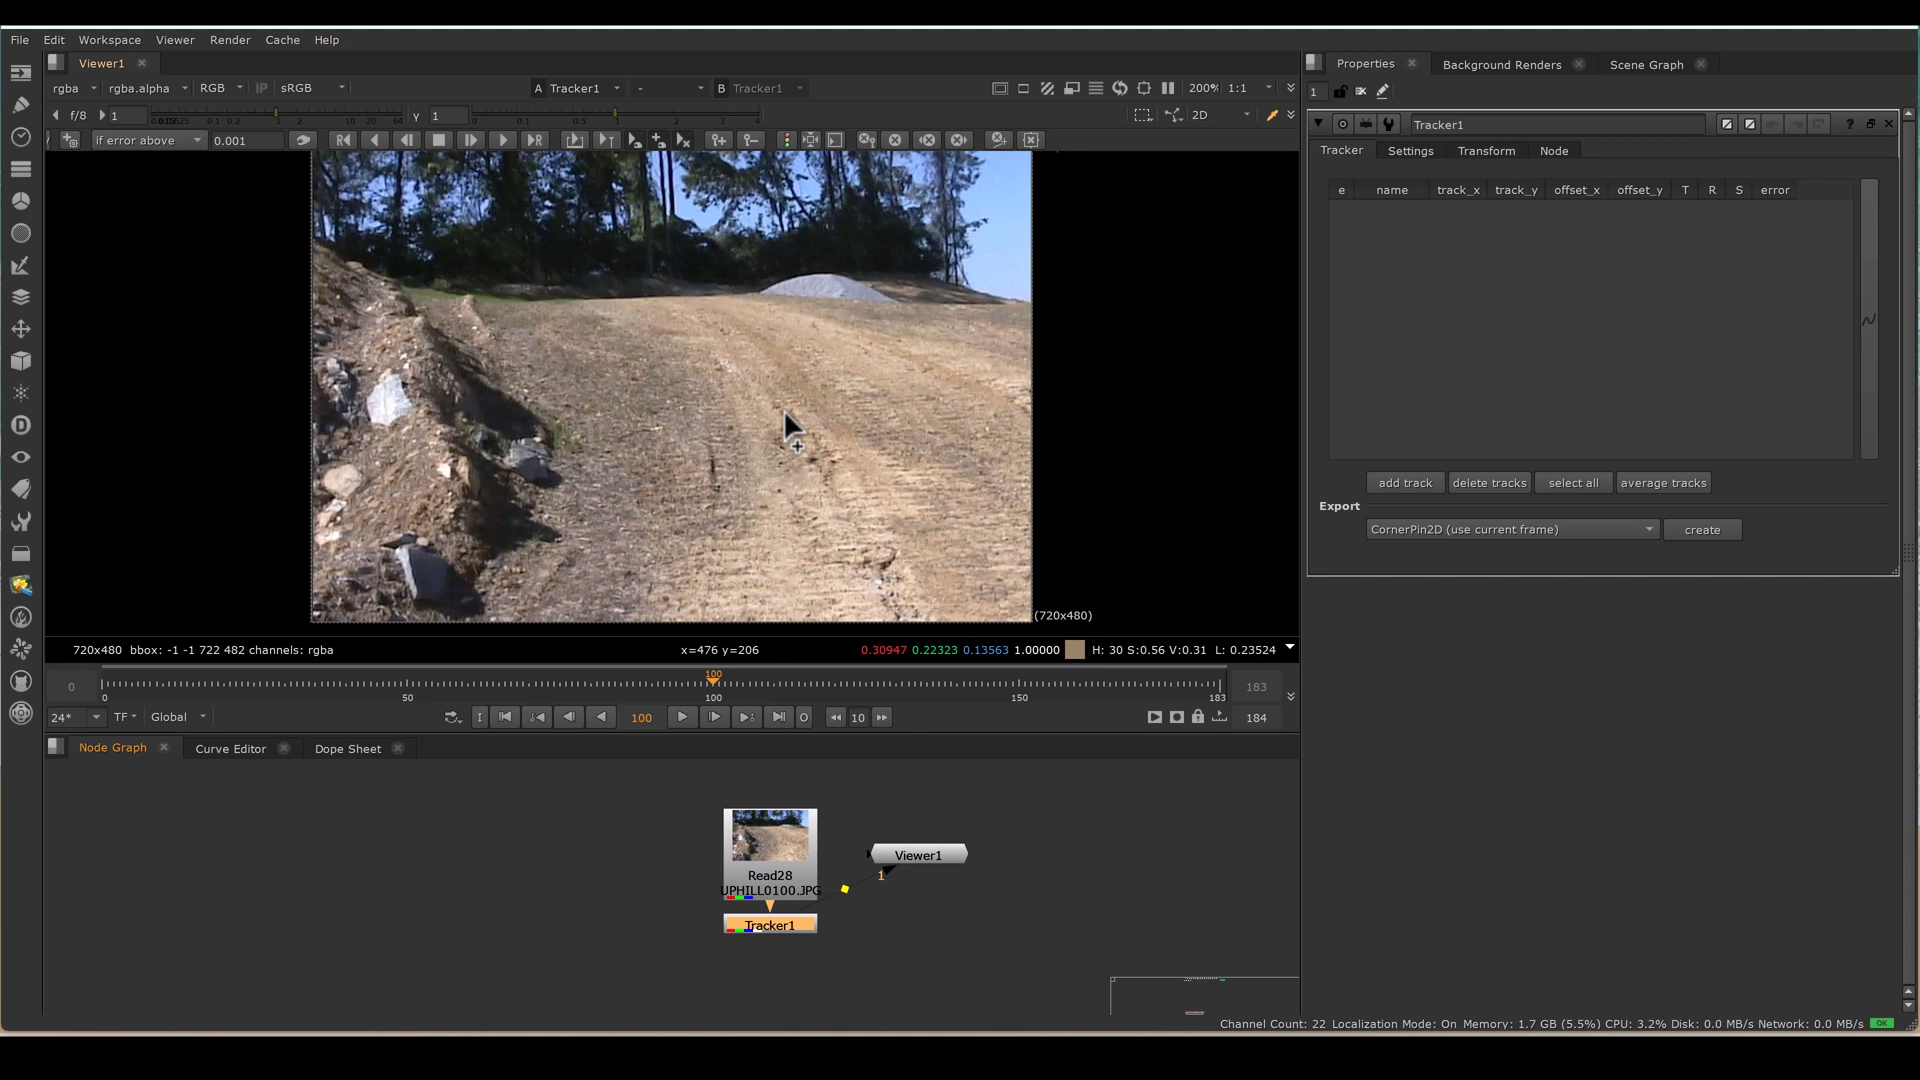 File Edit Workspace Viewer Render Cache Help
Viewer1
rgba rgba.alpha RGB IP sRGB A Tracker1 - B Tracker1 200% 1:1
f/8 1 γ 1 2D
if error above 0.001
(720x480)
720x480 bbox: -1 -1 722 482 channels: rgba x=476 y=206 0.30947 0.22323 0.13563 1.00000 H: 30 S:0.56 V:0.31 L: 0.23524
100
0 183
0 50 100 150 183
24* TF Global I 100 O 10 184
Node Graph Curve Editor Dope Sheet
Read28
UPHILL0100.JPG
Tracker1
Viewer1
1
Properties Background Renders Scene Graph
1
Tracker1
Tracker Settings Transform Node
e name track_x track_y offset_x offset_y T R S error
add track delete tracks select all average tracks
Export
CornerPin2D (use current frame) create
Channel Count: 22 Localization Mode: On Memory: 1.7 GB (5.5%) CPU: 3.2% Disk: 0.0 MB/s Network: 0.0 MB/s OK